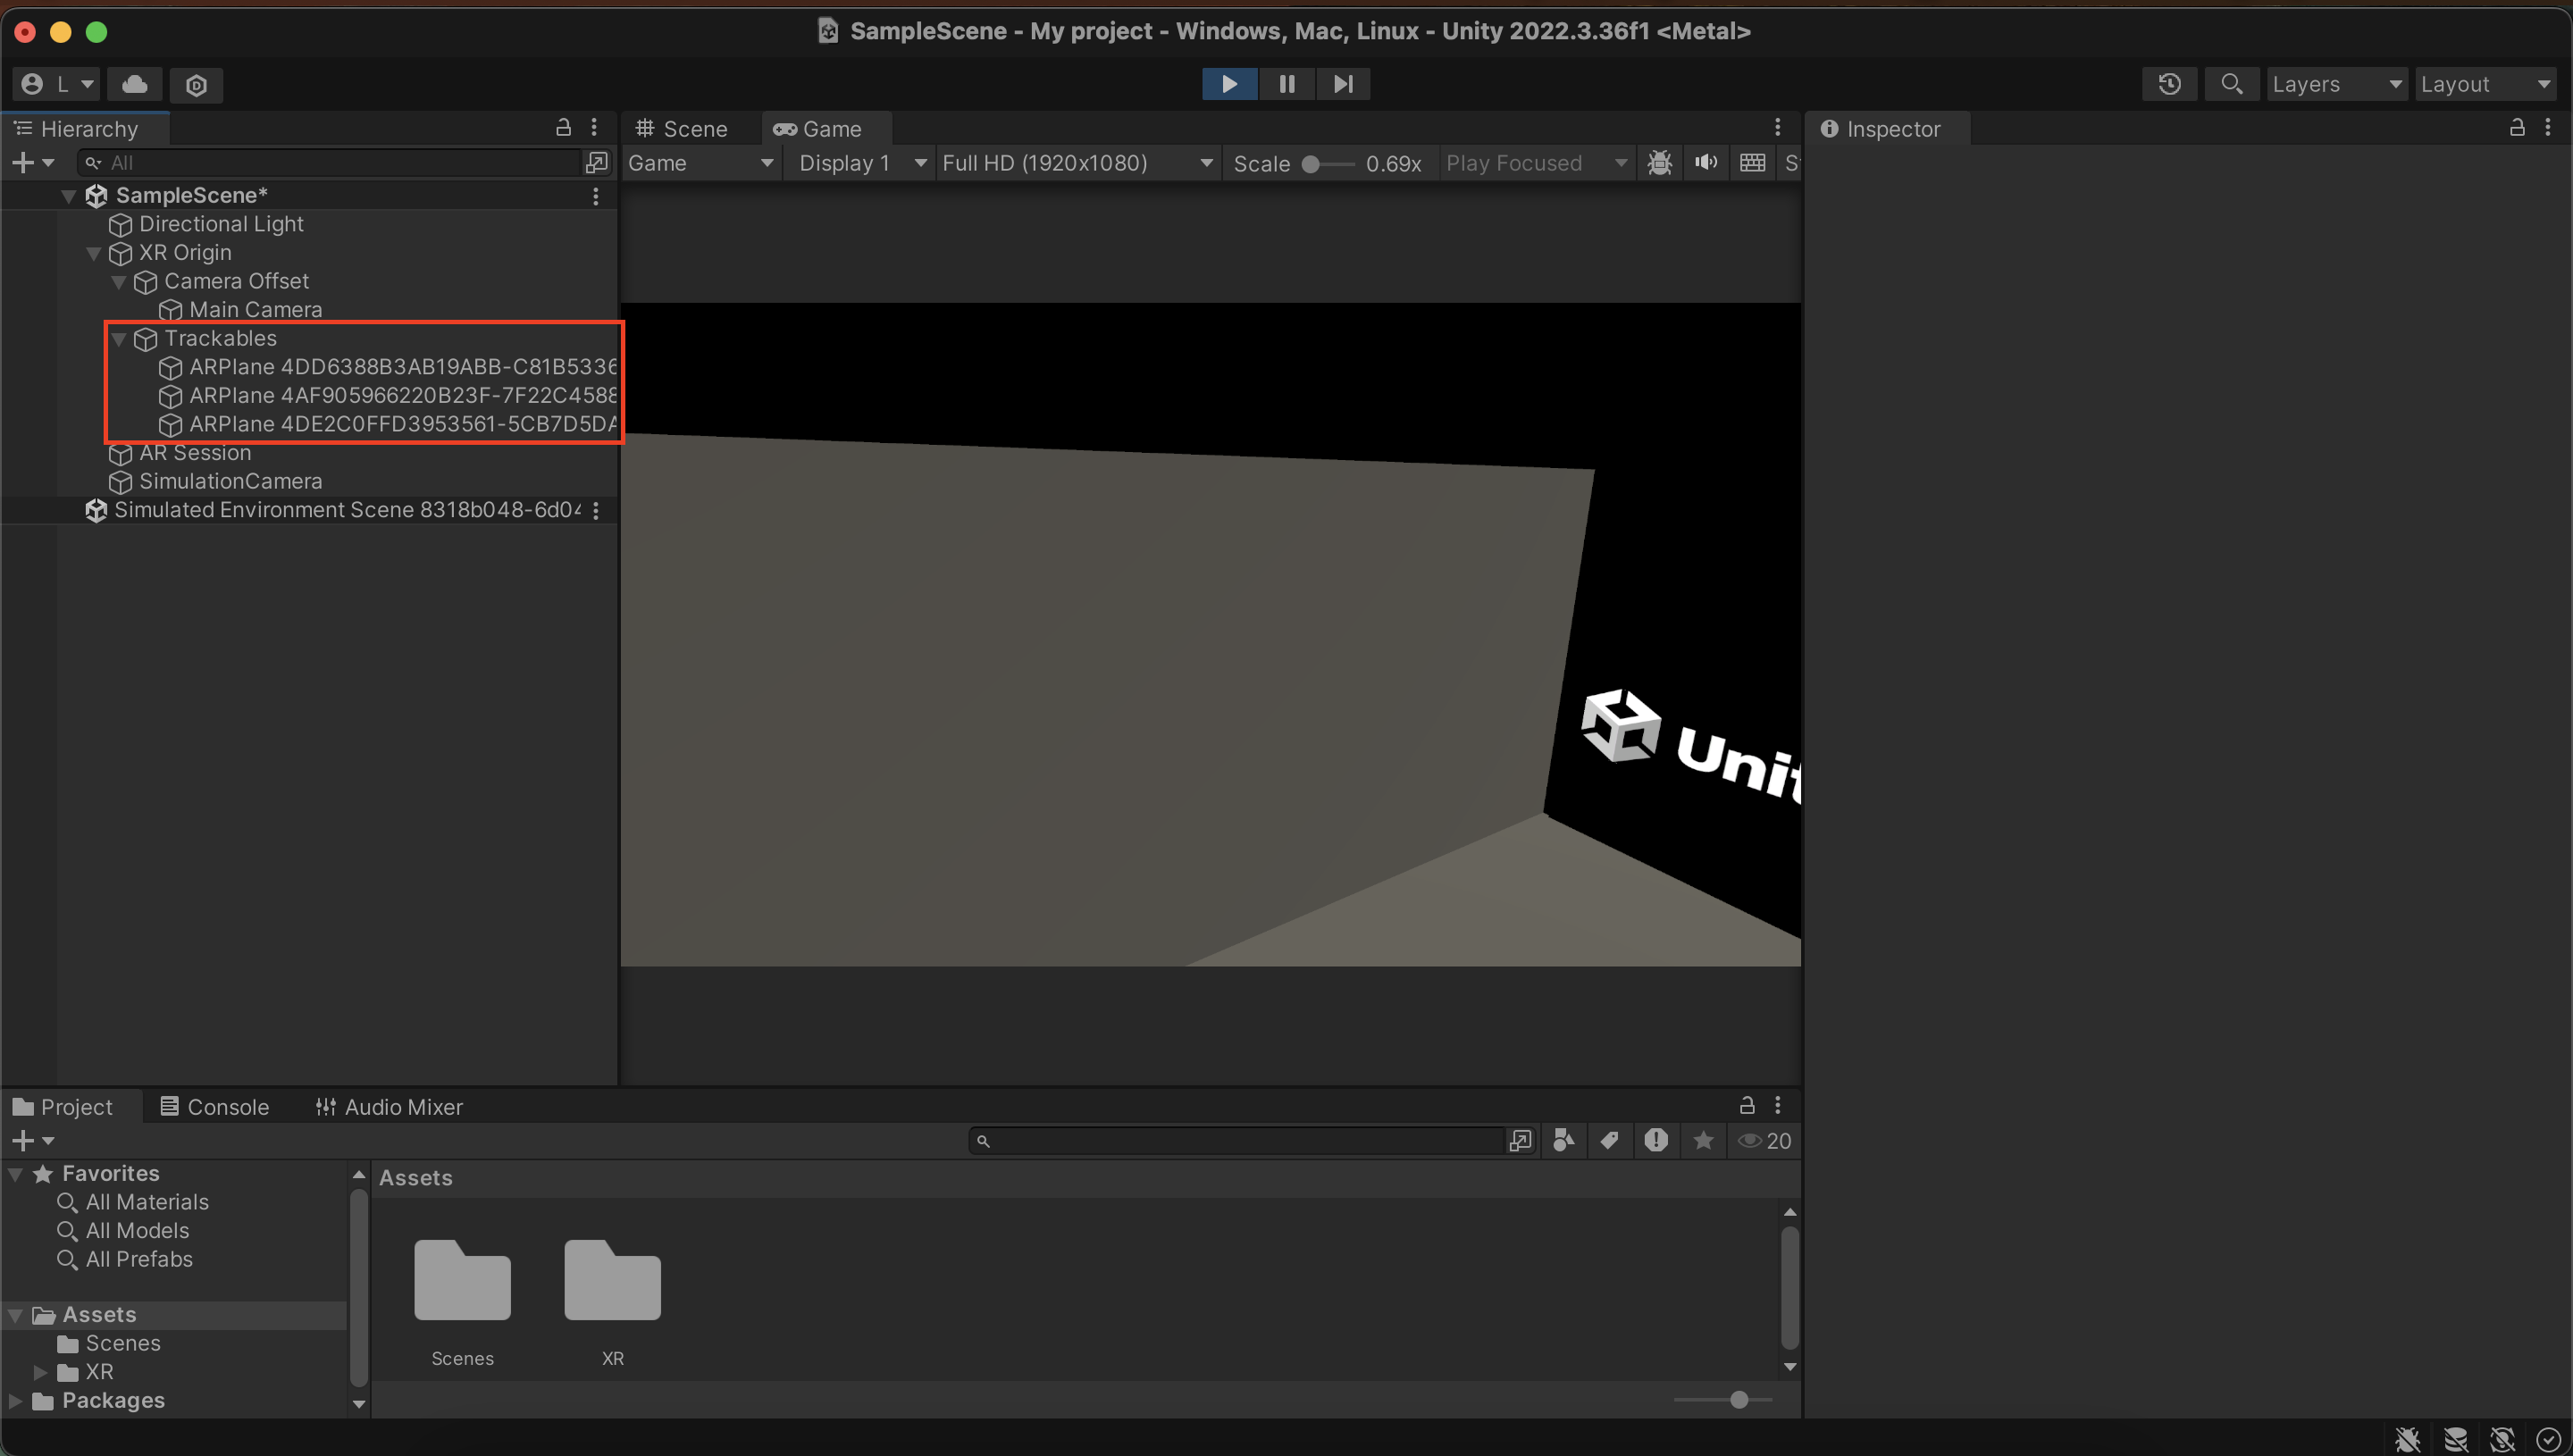 SampleScene - My project - Windows, Mac, Linux - Unity 2022.3.36f1 <Metal>
L
Layers
Layout
Hierarchy
Scene
Game
Inspector
All
Game
Display 1
Full HD (1920x1080)
Scale
0.69x
Play Focused
S
SampleScene*
Directional Light
XR Origin
Camera Offset
Main Camera
Trackables
ARPlane 4DD6388B3AB19ABB-C81B5336
ARPlane 4AF905966220B23F-7F22C4588
ARPlane 4DE2C0FFD3953561-5CB7D5DA
AR Session
SimulationCamera
Simulated Environment Scene 8318b048-6d04
Unit
Project
Console
Audio Mixer
20
Favorites
All Materials
All Models
All Prefabs
Assets
Scenes
XR
Packages
Assets
Scenes
XR